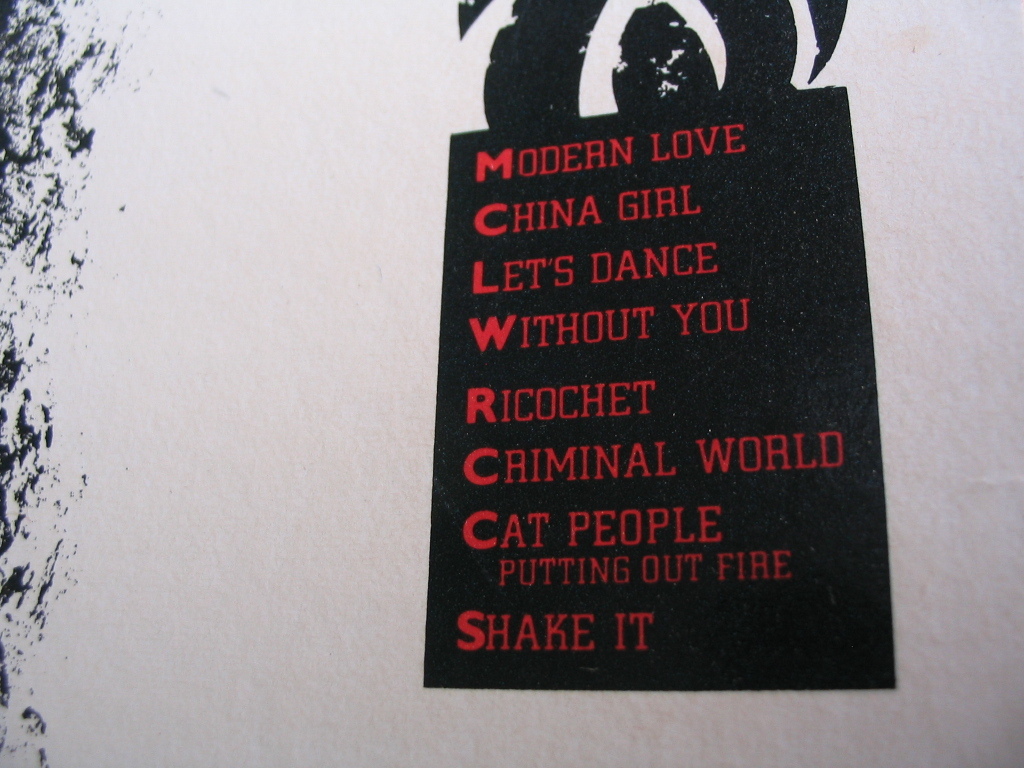 MODERN LOVE
CHINA GIRL
LET'S DANCE
WITHOUT YOU
RICOCHET
CRIMINAL WORLD
CAT PEOPLE
PUTTING OUT FIRE
SHAKE IT